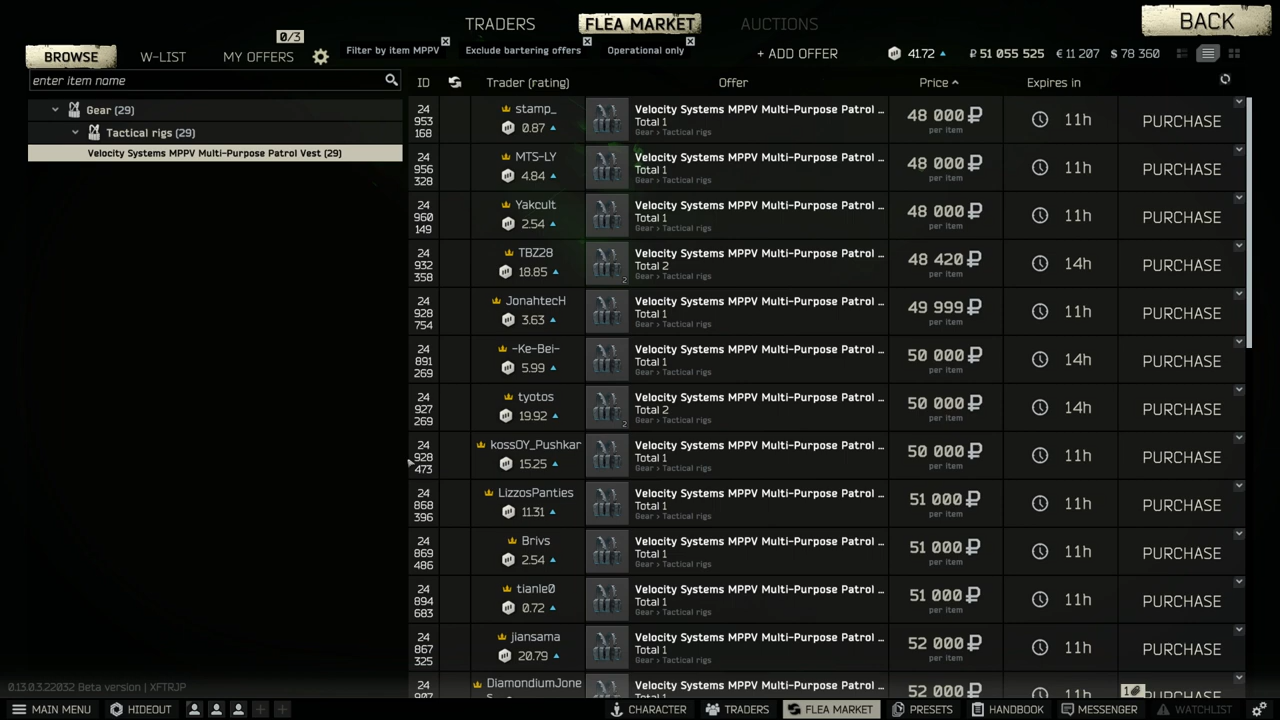 TRADERS
FLEA MARKET
AUCTIONS
BACK
0/3
BROWSE
W-LIST
MY OFFERS
Filter by item MPPV
Exclude bartering offers
Operational only
+ ADD OFFER
41.72
₽ 51 055 525
€ 11 207
$ 78 360
enter item name
ID
Trader (rating)
Offer
Price
Expires in
Gear (29)
Tactical rigs (29)
Velocity Systems MPPV Multi-Purpose Patrol Vest (29)
24
953
168
stamp_
0.87
Velocity Systems MPPV Multi-Purpose Patrol ...
Total 1
Gear > Tactical rigs
48 000 ₽
per item
11h
PURCHASE
24
956
328
MTS-LY
4.84
Velocity Systems MPPV Multi-Purpose Patrol ...
Total 1
Gear > Tactical rigs
48 000 ₽
per item
11h
PURCHASE
24
960
149
Yakcult
2.54
Velocity Systems MPPV Multi-Purpose Patrol ...
Total 1
Gear > Tactical rigs
48 000 ₽
per item
11h
PURCHASE
24
932
358
TBZ28
18.85
2
Velocity Systems MPPV Multi-Purpose Patrol ...
Total 2
Gear > Tactical rigs
48 420 ₽
per item
14h
PURCHASE
24
928
754
JonahtecH
3.63
Velocity Systems MPPV Multi-Purpose Patrol ...
Total 1
Gear > Tactical rigs
49 999 ₽
per item
11h
PURCHASE
24
891
269
-Ke-Bei-
5.99
Velocity Systems MPPV Multi-Purpose Patrol ...
Total 1
Gear > Tactical rigs
50 000 ₽
per item
14h
PURCHASE
24
927
269
tyotos
19.92
2
Velocity Systems MPPV Multi-Purpose Patrol ...
Total 2
Gear > Tactical rigs
50 000 ₽
per item
14h
PURCHASE
24
928
473
kossOY_Pushkar
15.25
Velocity Systems MPPV Multi-Purpose Patrol ...
Total 1
Gear > Tactical rigs
50 000 ₽
per item
11h
PURCHASE
24
868
396
LizzosPanties
11.31
Velocity Systems MPPV Multi-Purpose Patrol ...
Total 1
Gear > Tactical rigs
51 000 ₽
per item
11h
PURCHASE
24
869
486
Brivs
2.54
Velocity Systems MPPV Multi-Purpose Patrol ...
Total 1
Gear > Tactical rigs
51 000 ₽
per item
11h
PURCHASE
24
894
683
tianle0
0.72
Velocity Systems MPPV Multi-Purpose Patrol ...
Total 1
Gear > Tactical rigs
51 000 ₽
per item
11h
PURCHASE
24
867
325
jiansama
20.79
Velocity Systems MPPV Multi-Purpose Patrol ...
Total 1
Gear > Tactical rigs
52 000 ₽
per item
11h
PURCHASE
24
DiamondiumJone
Velocity Systems MPPV Multi-Purpose Patrol ...
Total 1
52 000 ₽
11h
PURCHASE
0.13.0.3.22032 Beta version | XFTRJP
1
MAIN MENU
HIDEOUT
CHARACTER
TRADERS
FLEA MARKET
PRESETS
HANDBOOK
MESSENGER
WATCHLIST